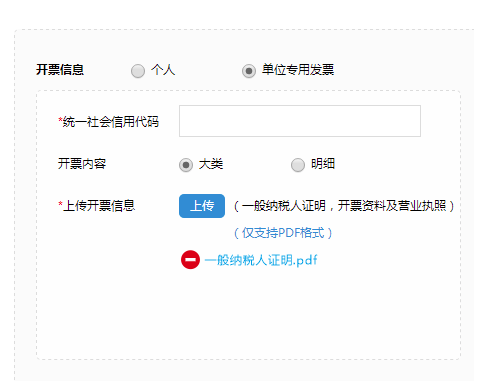 开票信息 个人 单位专用发票
*统一社会信用代码
开票内容 大类 明细
*上传开票信息 上传 (一般纳税人证明，开票资料及营业执照)
(仅支持PDF格式)
一般纳税人证明.pdf